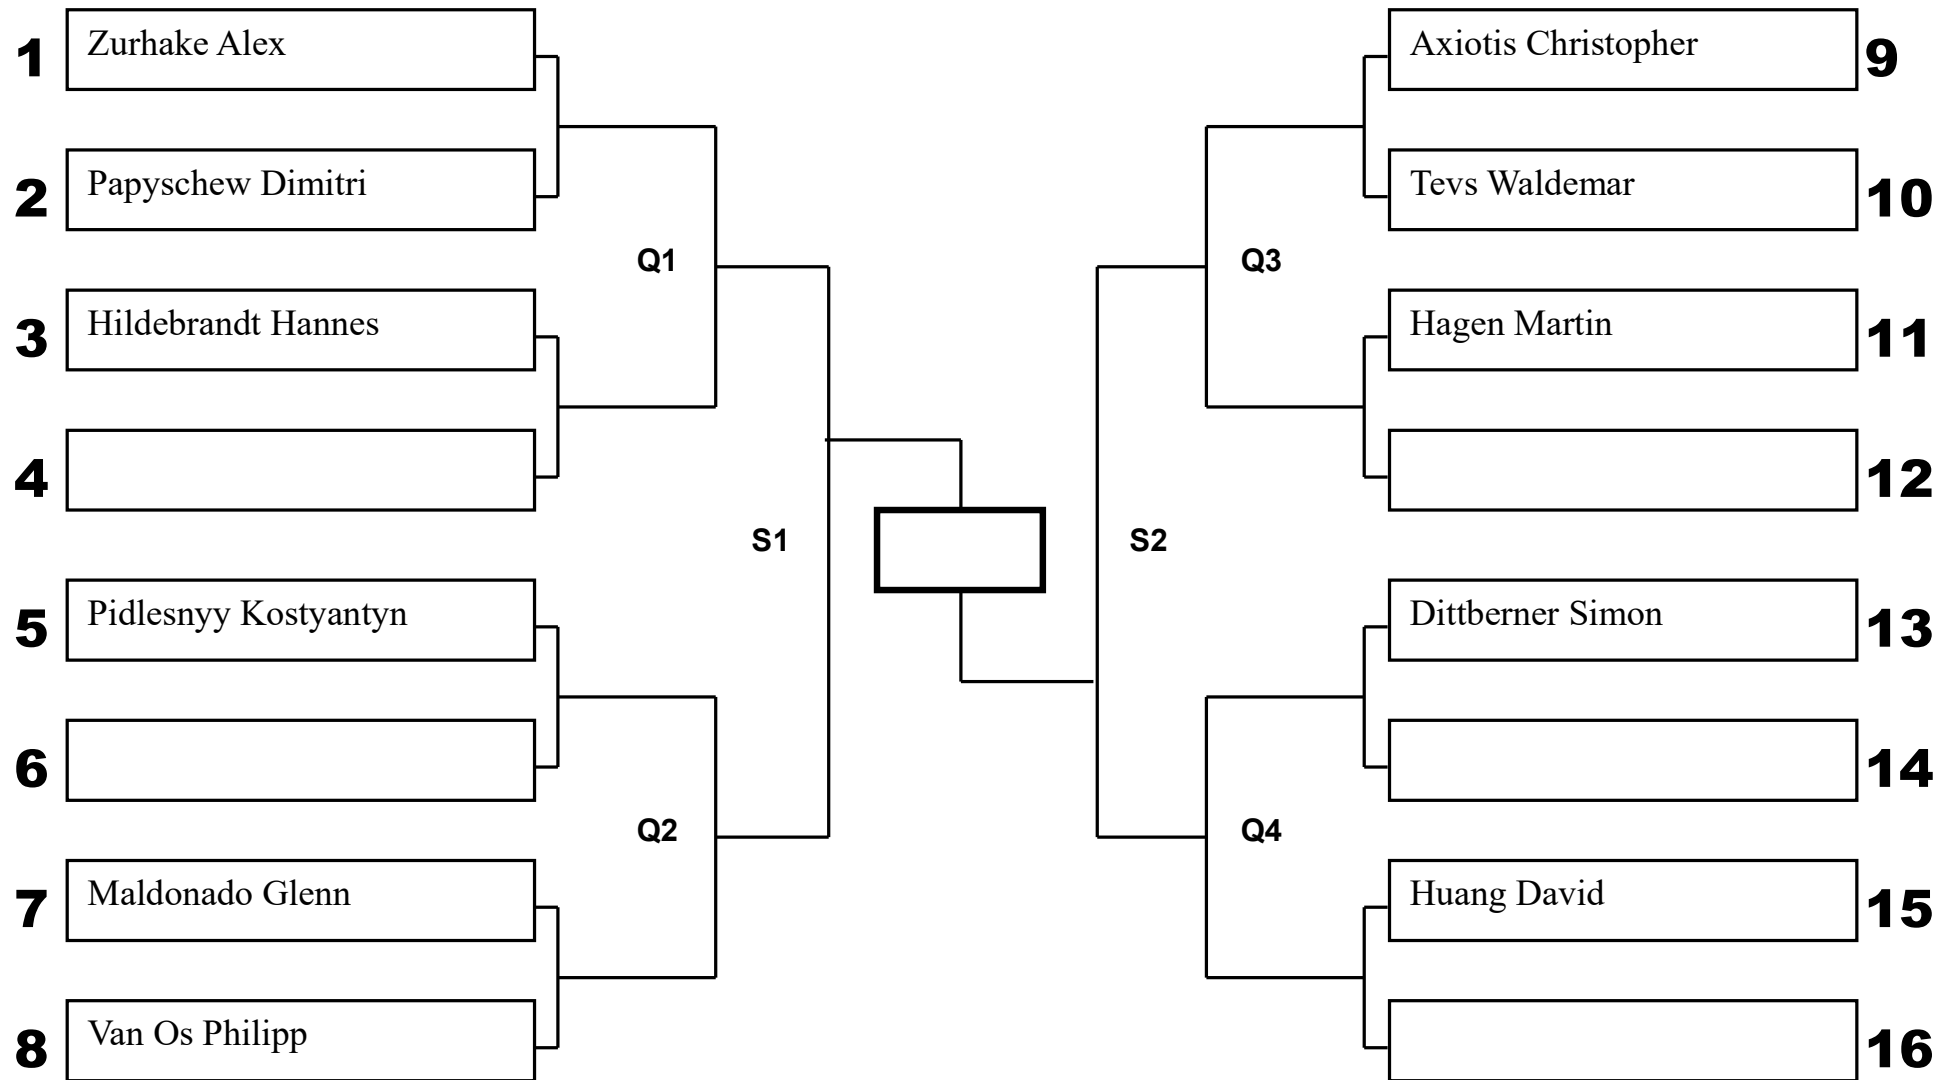 1 Zurhake Alex
2 Papyschew Dimitri
Q1
3 Hildebrandt Hannes
4
S1
5 Pidlesnyy Kostyantyn
6
Q2
7 Maldonado Glenn
8 Van Os Philipp
Axiotis Christopher 9
Tevs Waldemar 10
Q3
Hagen Martin 11
12
S2
Dittberner Simon 13
14
Q4
Huang David 15
16